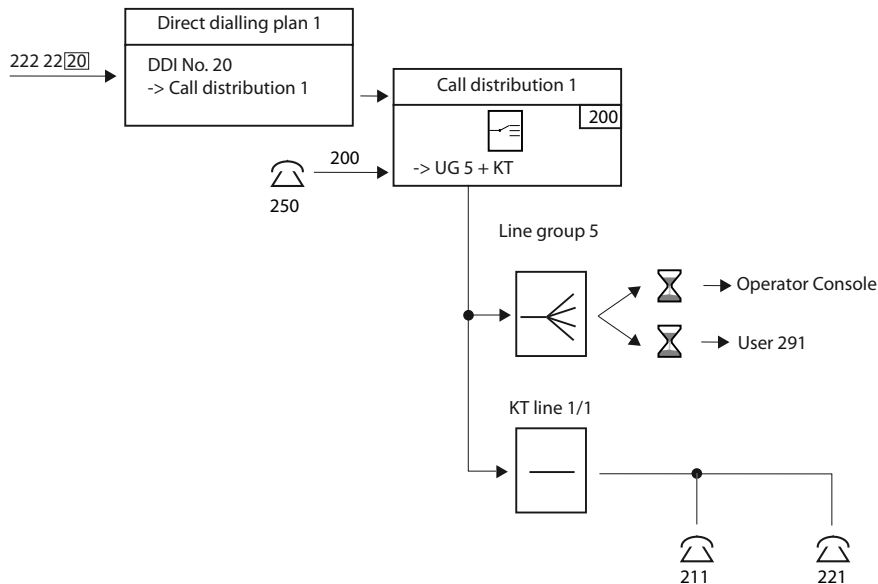 Direct dialling plan 1
222 22 20
DDI No. 20
-> Call distribution 1
Call distribution 1
200
200
-> UG 5 + KT
250
Line group 5
Operator Console
User 291
KT line 1/1
211
221